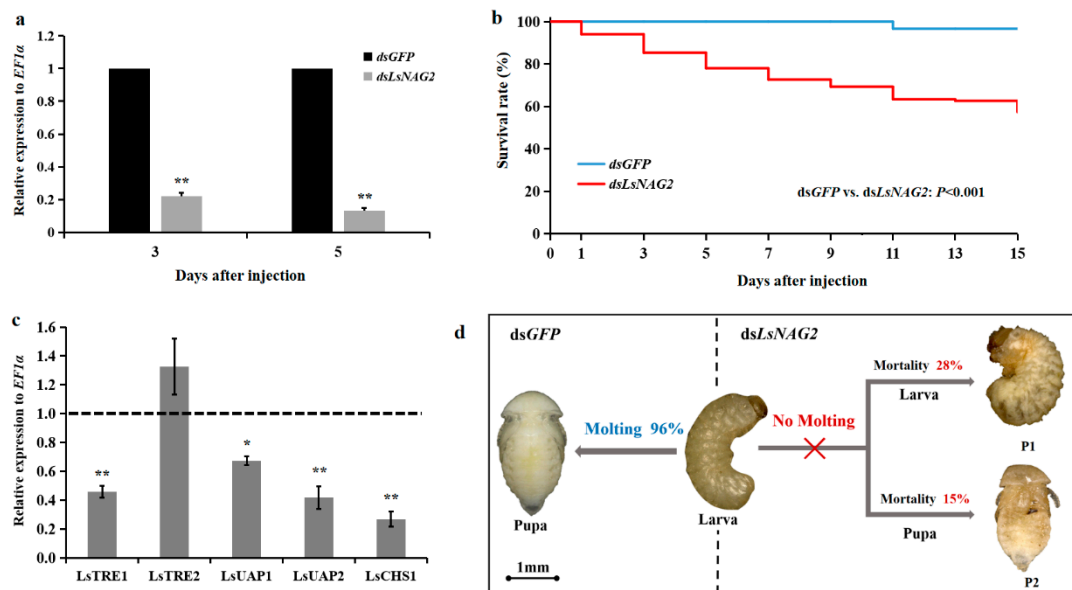 a
1.2
1
0.8
0.6
0.4
0.2
0
Relative expression to EF1α
dsGFP
dsLsNAG2
**
**
3
5
Days after injection
b
100
80
60
40
20
0
Survival rate (%)
dsGFP
dsLsNAG2
dsGFP vs. dsLsNAG2: P<0.001
0 1 3 5 7 9 11 13 15
Days after injection
c
1.6
1.4
1.2
1.0
0.8
0.6
0.4
0.2
0.0
Relative expression to EF1α
**
*
**
**
LsTRE1 LsTRE2 LsUAP1 LsUAP2 LsCHS1
d
dsGFP
dsLsNAG2
Molting 96%
No Molting
Pupa
Larva
1mm
Mortality 28%
Larva
P1
Mortality 15%
Pupa
P2